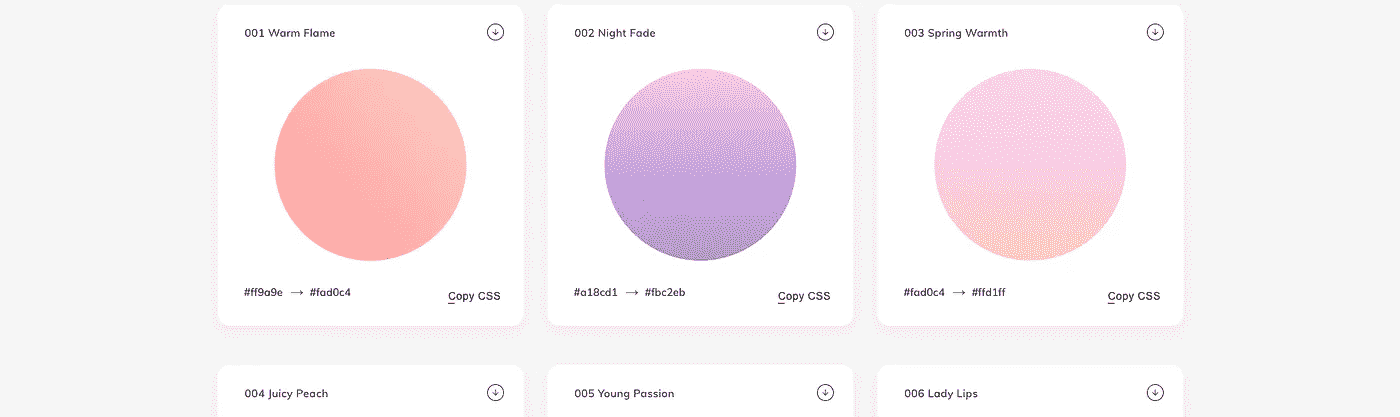 001 Warm Flame
002 Night Fade
003 Spring Warmth
#ff9a9e → #fad0c4
Copy CSS
#a18cd1 → #fbc2eb
Copy CSS
#fad0c4 → #ffd1ff
Copy CSS
004 Juicy Peach
005 Young Passion
006 Lady Lips